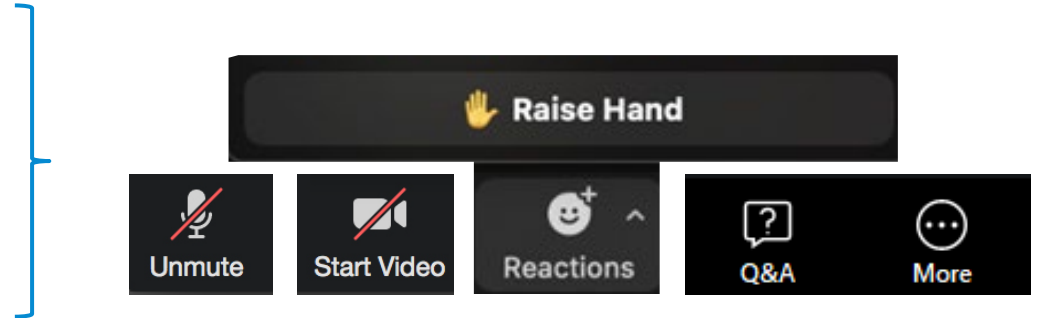 Raise Hand
Unmute
Start Video
Reactions
Q&A
More